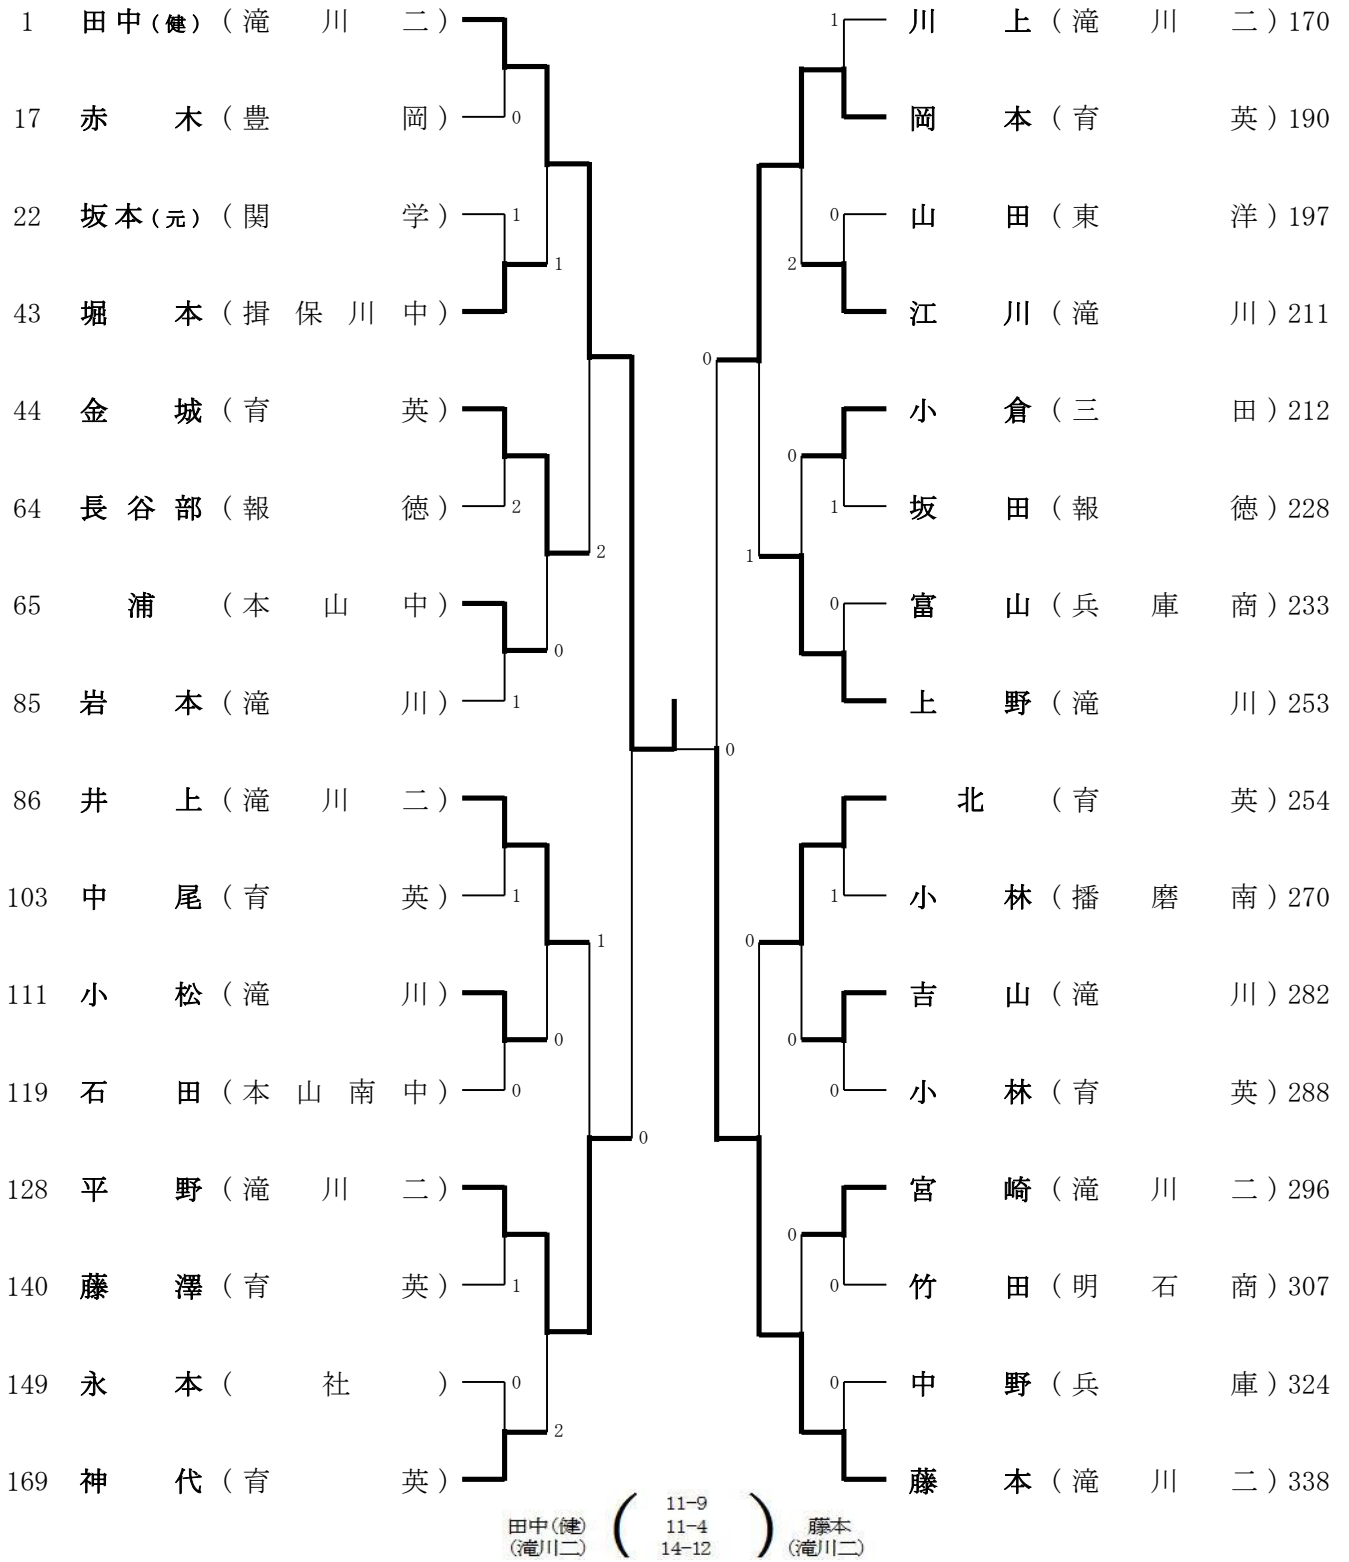 1 田中(健) (滝川二) 1 川上 (滝川二) 170
17 赤木 (豊岡) 0 岡本 (育英) 190
22 坂本(元) (関学) 1 0 山田 (東洋) 197
1 2
43 堀本 (揖保川中) 江川 (滝川) 211
0
44 金城 (育英) 小倉 (三田) 212
0
64 長谷部 (報徳) 2 1 坂田 (報徳) 228
2 1
65 浦 (本山中) 0 富山 (兵庫商) 233
0
85 岩本 (滝川) 1 上野 (滝川) 253
0
86 井上 (滝川二) 北 (育英) 254
103 中尾 (育英) 1 1 小林 (播磨南) 270
1 0
111 小松 (滝川) 吉山 (滝川) 282
0 0
119 石田 (本山南中) 0 0 小林 (育英) 288
0
128 平野 (滝川二) 宮崎 (滝川二) 296
0
140 藤澤 (育英) 1 0 竹田 (明石商) 307
149 永本 (社) 0 0 中野 (兵庫) 324
2
169 神代 (育英) 藤本 (滝川二) 338
11-9
田中(健) ( 11-4 ) 藤本
(滝川二) 14-12 (滝川二)